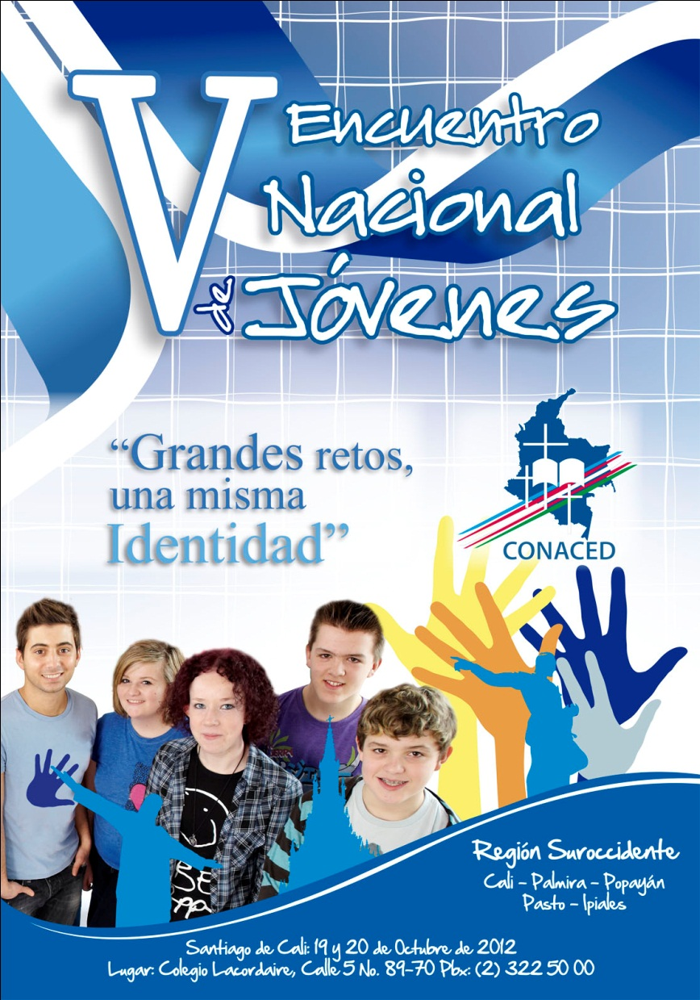 V Encuentro
Nacional
de Jóvenes
“Grandes retos,
una misma
Identidad”
CONACED
Región Suroccidente
Cali - Palmira - Popayán
Pasto - Ipiales
Santiago de Cali: 19 y 20 de Octubre de 2012
Lugar: Colegio Lacordaire, Calle 5 No. 89-70 Pbx: (2) 322 50 00